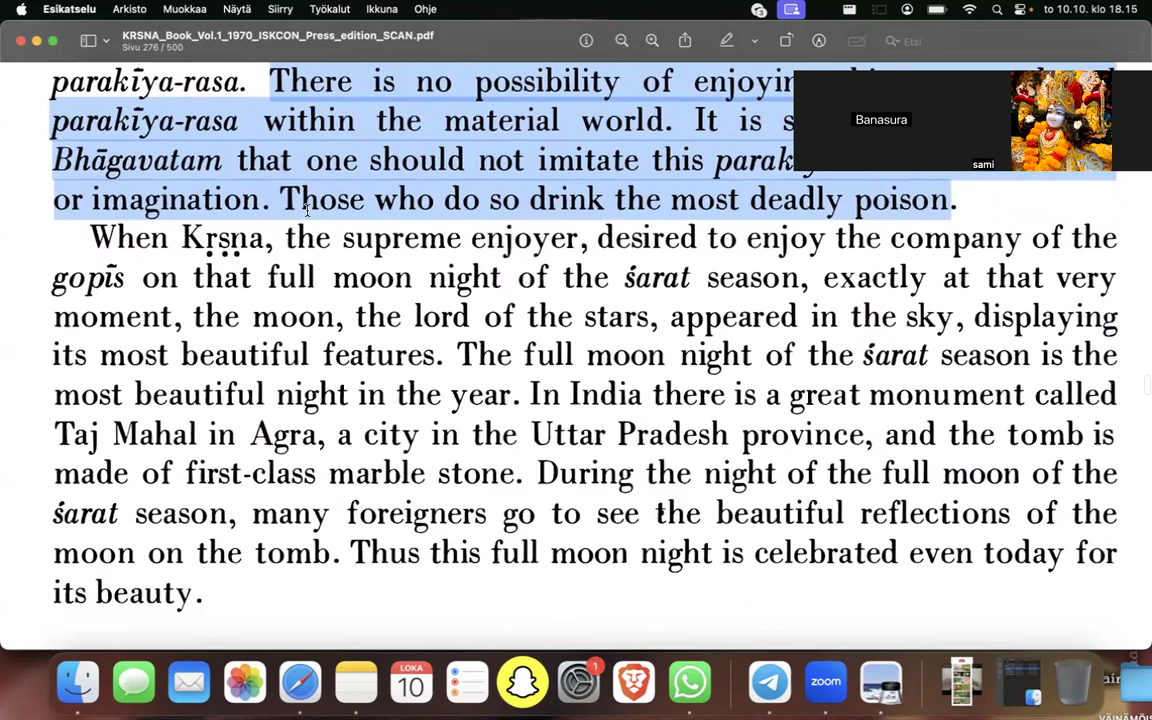 Esikatselu Arkisto Muokkaa Näytä Siirry Työkalut Ikkuna Ohje to 10.10. klo 18.15
KRSNA_Book_Vol.1_1970_ISKCON_Press_edition_SCAN.pdf
Sivu 276 / 500
Etsi
parakīya-rasa. There is no possibility of
parakīya-rasa within the material world. It is
Banasura
Bhāgavatam that one should not imitate this
sami
or imagination. Those who do so drink the most deadly poison.
When Kṛṣṇa, the supreme enjoyer, desired to enjoy the company of the
gopīs on that full moon night of the śarat season, exactly at that very
moment, the moon, the lord of the stars, appeared in the sky, displaying
its most beautiful features. The full moon night of the śarat season is the
most beautiful night in the year. In India there is a great monument called
Taj Mahal in Agra, a city in the Uttar Pradesh province, and the tomb is
made of first-class marble stone. During the night of the full moon of the
śarat season, many foreigners go to see the beautiful reflections of the
moon on the tomb. Thus this full moon night is celebrated even today for
its beauty.
LOKA
10
1
zoom